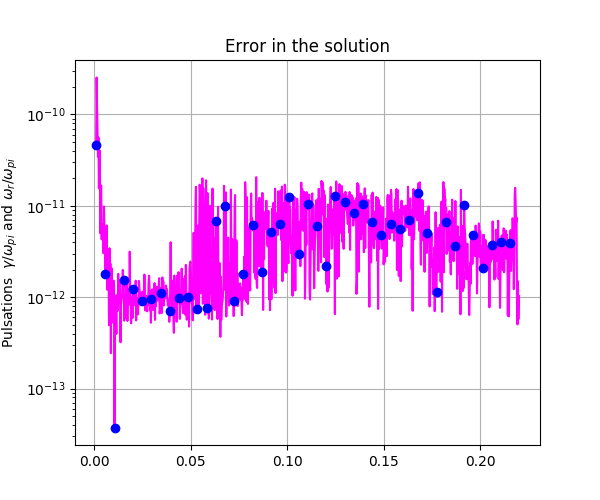 Error in the solution
Pulsations γ/ω_{pi} and ω_r/ω_{pi}
10^{-10}
10^{-11}
10^{-12}
10^{-13}
0.00 0.05 0.10 0.15 0.20